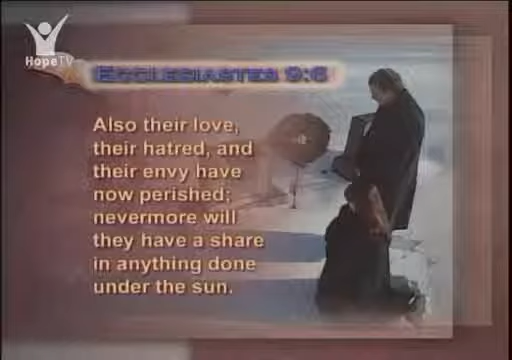 HopeTV
ECCLESIASTES 9:6
Also their love,
their hatred, and
their envy have
now perished;
nevermore will
they have a share
in anything done
under the sun.